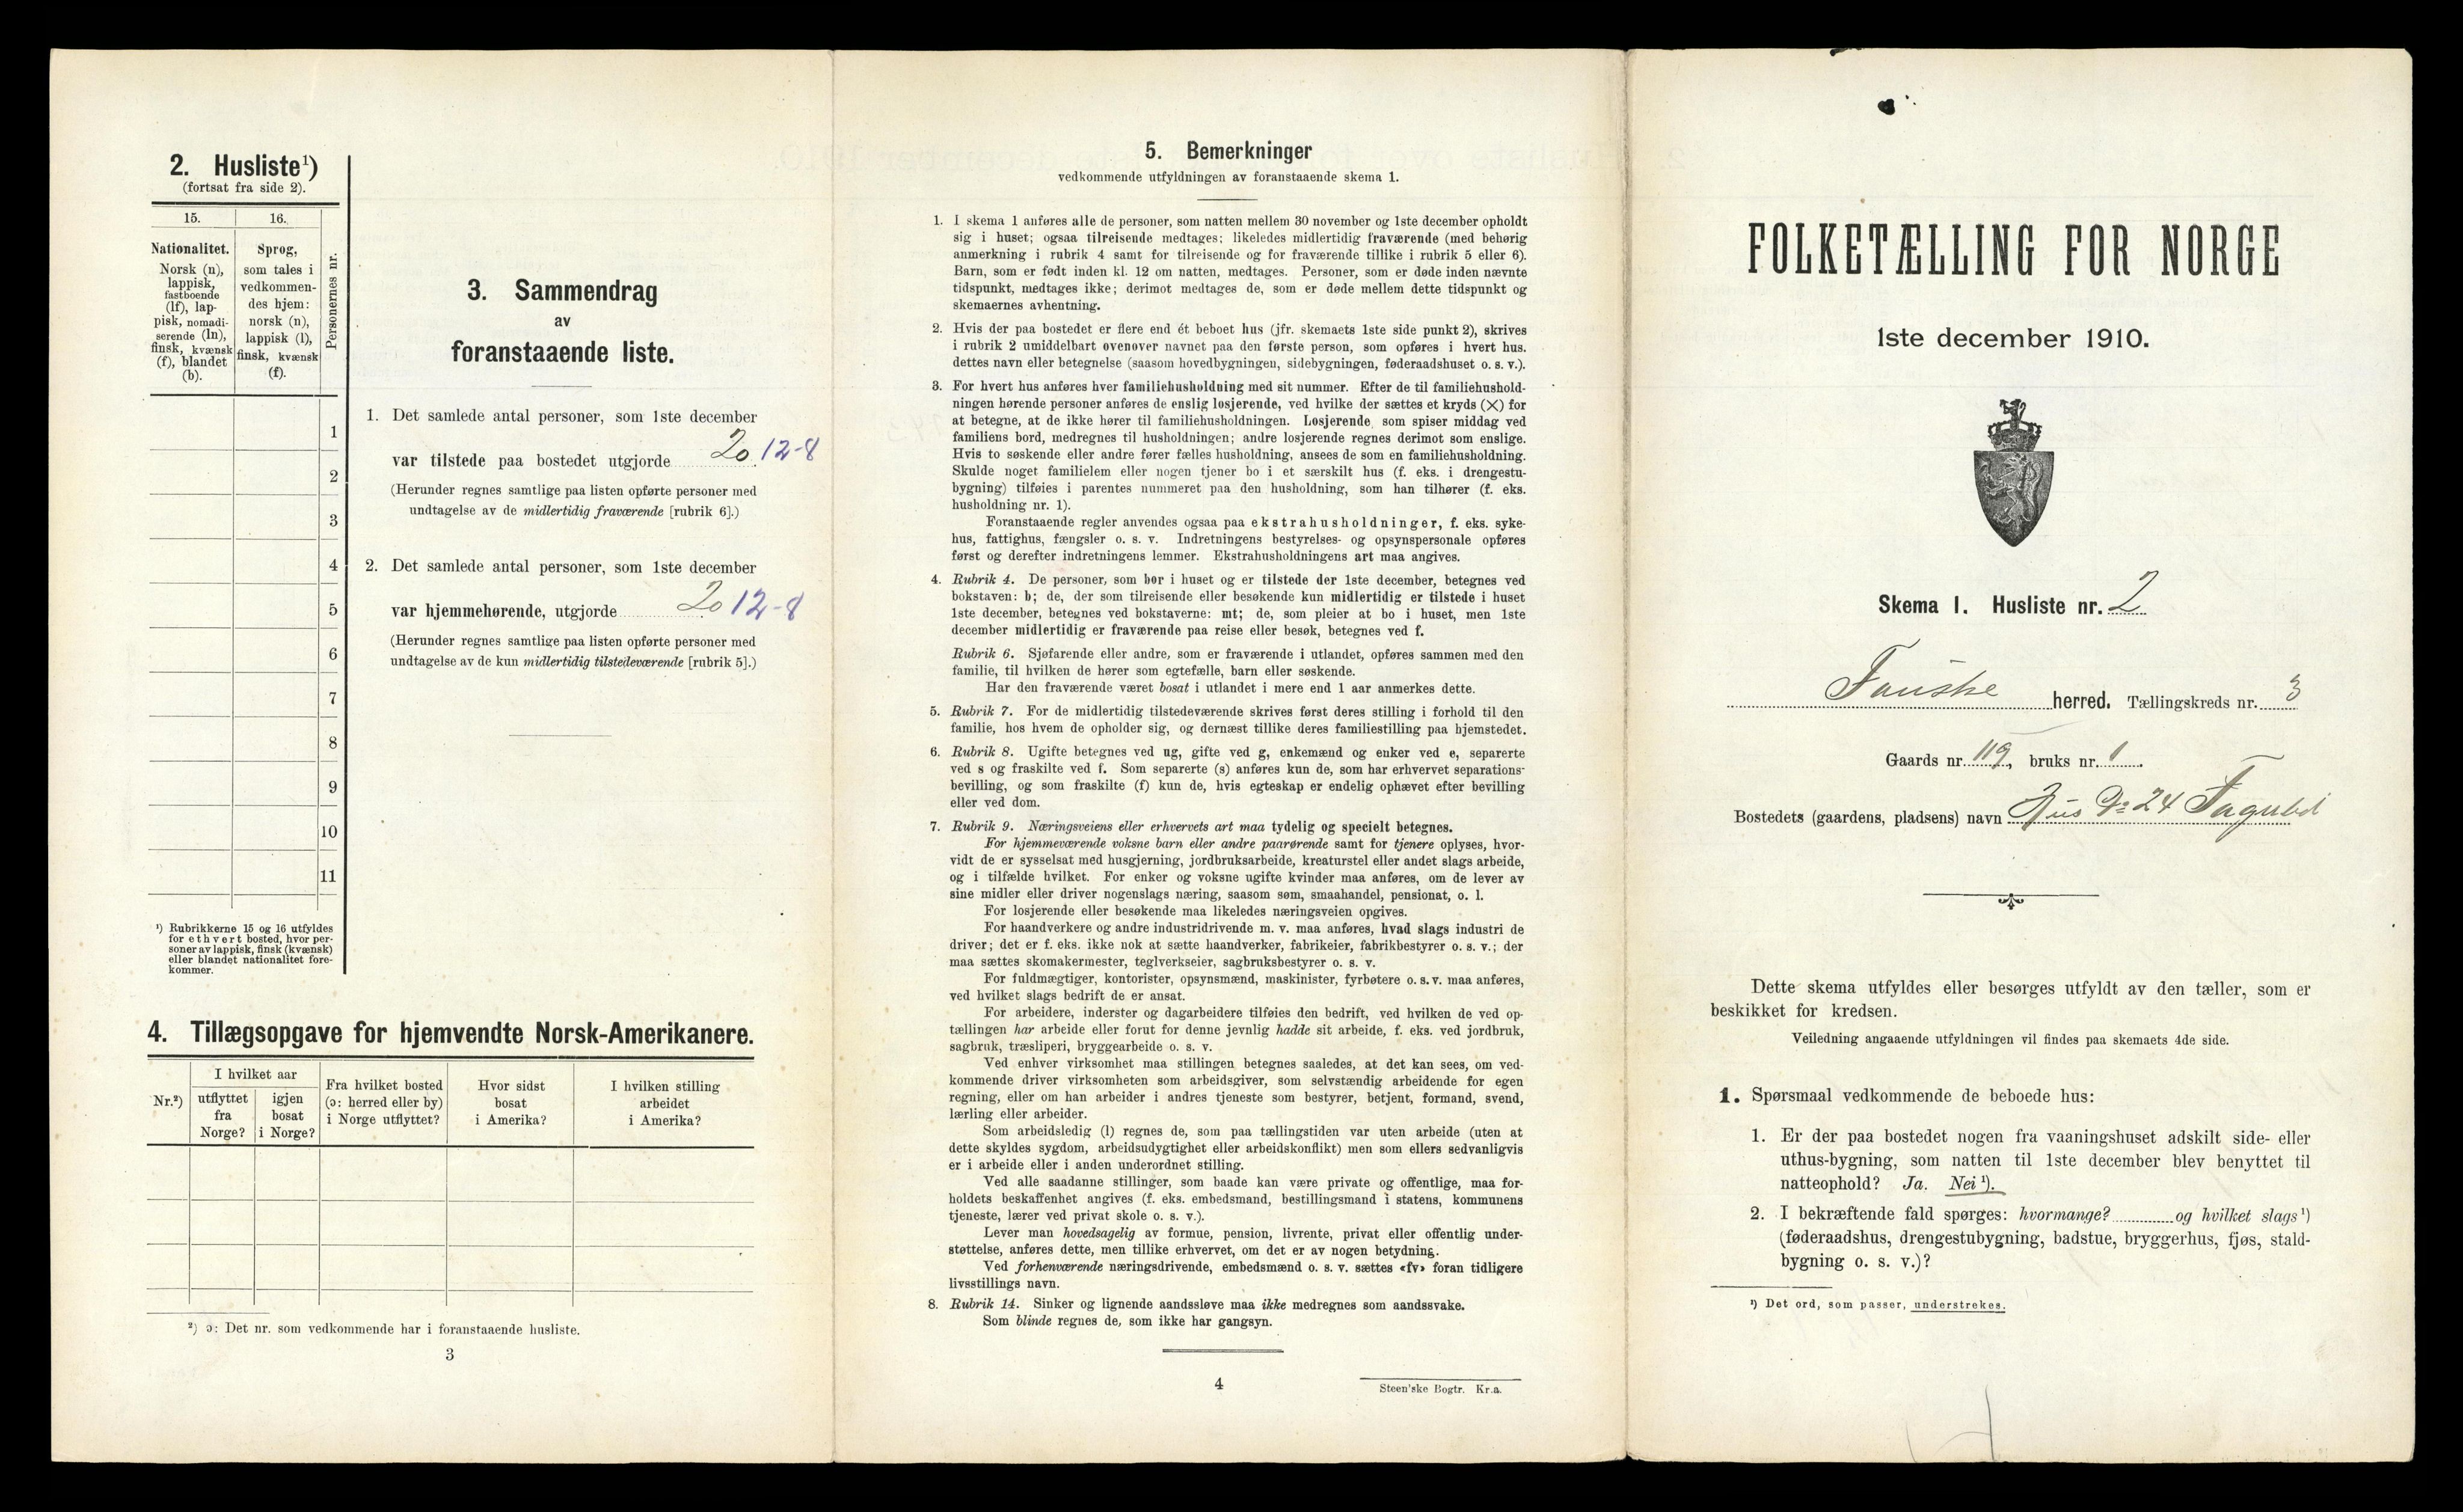 2. Husliste¹)
(fortsat fra side 2).
15.
16.
Personernes nr.
Nationalitet.
Norsk (n),
lappisk,
fastboende
(lf), lap-
pisk, nomadi-
serende (ln),
finsk, kvænsk
(f), blandet
(b).
Sprog,
som tales i
vedkommen-
des hjem:
norsk (n),
lappisk (l),
finsk, kvænsk
(f).
1
2
3
4
5
6
7
8
9
10
11
¹) Rubrikkerne 15 og 16 utfyldes
for ethvert bosted, hvor per-
soner av lappisk, finsk (kvænsk)
eller blandet nationalitet fore-
kommer.
3. Sammendrag
av
foranstaaende liste.
1. Det samlede antal personer, som 1ste december
var tilstede paa bostedet utgjorde 20 12-8
(Herunder regnes samtlige paa listen opførte personer med
undtagelse av de midlertidig fraværende [rubrik 6].)
2. Det samlede antal personer, som 1ste december
var hjemmehørende, utgjorde 20 12-8
(Herunder regnes samtlige paa listen opførte personer med
undtagelse av de kun midlertidig tilstedeværende [rubrik 5].)
4. Tillægsopgave for hjemvendte Norsk-Amerikanere.
Nr.²)
I hvilket aar
utflyttet
fra
Norge?
igjen
bosat
i Norge?
Fra hvilket bosted
(ɔ: herred eller by)
i Norge utflyttet?
Hvor sidst
bosat
i Amerika?
I hvilken stilling
arbeidet
i Amerika?
²) ɔ: Det nr. som vedkommende har i foranstaaende husliste.
3
5. Bemerkninger
vedkommende utfyldningen av foranstaaende skema 1.
1. I skema 1 anføres alle de personer, som natten mellem 30 november og 1ste december opholdt
sig i huset; ogsaa tilreisende medtages; likeledes midlertidig fraværende (med behørig
anmerkning i rubrik 4 samt for tilreisende og for fraværende tillike i rubrik 5 eller 6).
Barn, som er født inden kl. 12 om natten, medtages. Personer, som er døde inden nævnte
tidspunkt, medtages ikke; derimot medtages de, som er døde mellem dette tidspunkt og
skemaernes avhentning.
2. Hvis der paa bostedet er flere end ét beboet hus (jfr. skemaets 1ste side punkt 2), skrives
i rubrik 2 umiddelbart ovenover navnet paa den første person, som opføres i hvert hus.
dettes navn eller betegnelse (saasom hovedbygningen, sidebygningen, føderaadshuset o. s. v.).
3. For hvert hus anføres hver familiehusholdning med sit nummer. Efter de til familiehushold-
ningen hørende personer anføres de enslig losjerende, ved hvilke der sættes et kryds (×) for
at betegne, at de ikke hører til familiehusholdningen. Losjerende som spiser middag ved
familiens bord, medregnes til husholdningen; andre losjerende regnes derimot som enslige.
Hvis to søskende eller andre fører fælles husholdning, ansees de som en familiehusholdning.
Skulde noget familielem eller nogen tjener bo i et særskilt hus (f. eks. i drengestu-
bygning) tilføies i parentes nummeret paa den husholdning, som han tilhører (f. eks.
husholdning nr. 1).
Foranstaaende regler anvendes ogsaa paa ekstrahusholdninger, f. eks. syke-
hus, fattighus, fængsler o. s. v. Indretningens bestyrelses- og opsynspersonale opføres
først og derefter indretningens lemmer. Ekstrahusholdningens art maa angives.
4. Rubrik 4. De personer, som bor i huset og er tilstede der 1ste december, betegnes ved
bokstaven: b; de, der som tilreisende eller besøkende kun midlertidig er tilstede i huset
1ste december, betegnes ved bokstaverne: mt; de, som pleier at bo i huset, men 1ste
december midlertidig er fraværende paa reise eller besøk, betegnes ved f.
Rubrik 6. Sjøfarende eller andre, som er fraværende i utlandet, opføres sammen med den
familie, til hvilken de hører som egtefælle, barn eller søskende.
Har den fraværende været bosat i utlandet i mere end 1 aar anmerkes dette.
5. Rubrik 7. For de midlertidig tilstedeværende skrives først deres stilling i forhold til den
familie, hos hvem de opholder sig, og dernæst tillike deres familiestilling paa hjemstedet.
6. Rubrik 8. Ugifte betegnes ved ug, gifte ved g, enkemænd og enker ved e, separerte
ved s og fraskilte ved f. Som separerte (s) anføres kun de, som har erhvervet separations-
bevilling, og som fraskilte (f) kun de, hvis egteskap er endelig ophævet efter bevilling
eller ved dom.
7. Rubrik 9. Næringsveiens eller erhvervets art maa tydelig og specielt betegnes.
For hjemmeværende voksne barn eller andre paarørende samt for tjenere oplyses, hvor-
vidt de er sysselsat med husgjerning, jordbruksarbeide, kreaturstel eller andet slags arbeide,
og i tilfælde hvilket. For enker og voksne ugifte kvinder maa anføres, om de lever av
sine midler eller driver nogenslags næring, saasom søm, smaahandel, pensionat, o. l.
For losjerende eller besøkende maa likeledes næringsveien opgives.
For haandverkere og andre industridrivende m. v. maa anføres, hvad slags industri de
driver; det er f. eks. ikke nok at sætte haandverker, fabrikeier, fabrikbestyrer o. s. v.; der
maa sættes skomakermester, teglverkseier, sagbruksbestyrer o. s. v.
For fuldmægtiger, kontorister, opsynsmænd, maskinister, fyrbøtere o. s. v. maa anføres,
ved hvilket slags bedrift de er ansat.
For arbeidere, inderster og dagarbeidere tilføies den bedrift, ved hvilken de ved op-
tællingen har arbeide eller forut for denne jevnlig hadde sit arbeide, f. eks. ved jordbruk,
sagbruk, træsliperi, bryggearbeide o. s. v.
Ved enhver virksomhet maa stillingen betegnes saaledes, at det kan sees, om ved-
kommende driver virksomheten som arbeidsgiver, som selvstændig arbeidende for egen
regning, eller om han arbeider i andres tjeneste som bestyrer, betjent, formand, svend,
lærling eller arbeider.
Som arbeidsledig (l) regnes de, som paa tællingstiden var uten arbeide (uten at
dette skyldes sygdom, arbeidsudygtighet eller arbeidskonflikt) men som ellers sedvanligvis
er i arbeide eller i anden underordnet stilling.
Ved alle saadanne stillinger, som baade kan være private og offentlige, maa for-
holdets beskaffenhet angives (f. eks. embedsmand, bestillingsmand i statens, kommunens
tjeneste, lærer ved privat skole o. s. v.).
Lever man hovedsagelig av formue, pension, livrente, privat eller offentlig under-
støttelse, anføres dette, men tillike erhvervet, om det er av nogen betydning.
Ved forhenværende næringsdrivende, embedsmænd o. s. v. sættes «fv» foran tidligere
livsstillings navn.
8. Rubrik 14. Sinker og lignende aandssløve maa ikke medregnes som aandssvake.
Som blinde regnes de, som ikke har gangsyn.
4
Steen'ske Bogtr. Kr.a.
FOLKETÆLLING FOR NORGE
1ste december 1910.
Skema 1. Husliste nr. 2
Fauske herred. Tællingskreds nr. 3
Gaards nr. 119, bruks nr. 1.
Bostedets (gaardens, pladsens) navn Hus No 24
Dette skema utfyldes eller besørges utfyldt av den tæller, som er
beskikket for kredsen.
Veiledning angaaende utfyldningen vil findes paa skemaets 4de side.
1. Spørsmaal vedkommende de beboede hus:
1. Er der paa bostedet nogen fra vaaningshuset adskilt side- eller
uthus-bygning, som natten til 1ste december blev benyttet til
natteophold? Ja. Nei¹).
2. I bekræftende fald spørges: hvormange? og hvilket slags¹)
(føderaadshus, drengestubygning, badstue, bryggerhus, fjøs, stald-
bygning o. s. v.)?
¹) Det ord, som passer, understrekes.